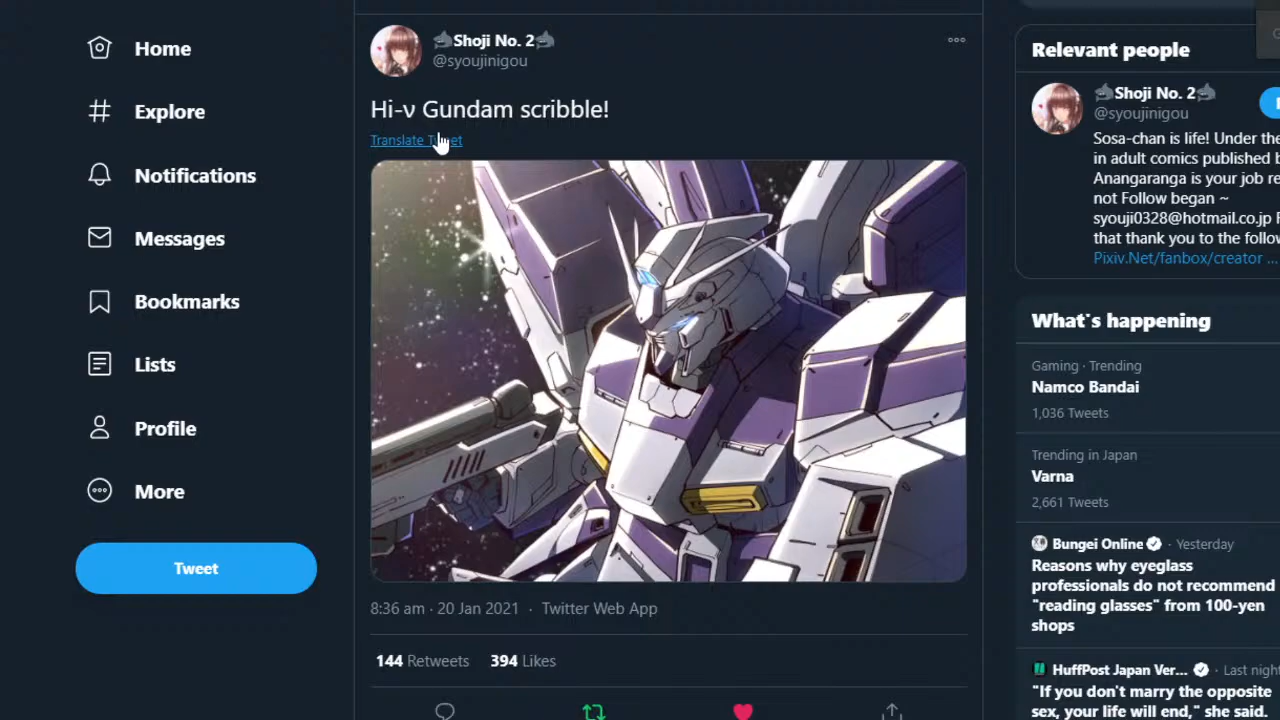 Home
Explore
Notifications
Messages
Bookmarks
Lists
Profile
More
Tweet
Shoji No. 2
@syoujinigou
Hi-ν Gundam scribble!
Translate Tweet
8:36 am · 20 Jan 2021 · Twitter Web App
144 Retweets 394 Likes
Relevant people
Shoji No. 2
@syoujinigou
Sosa-chan is life! Under the
in adult comics published b
Anangaranga is your job re
not Follow began ~
syouji0328@hotmail.co.jp
that thank you to the follow
Pixiv.Net/fanbox/creator ...
What's happening
Gaming · Trending
Namco Bandai
1,036 Tweets
Trending in Japan
Varna
2,661 Tweets
Bungei Online · Yesterday
Reasons why eyeglass
professionals do not recommend
"reading glasses" from 100-yen
shops
HuffPost Japan Ver... · Last night
"If you don't marry the opposite
sex, your life will end," she said.